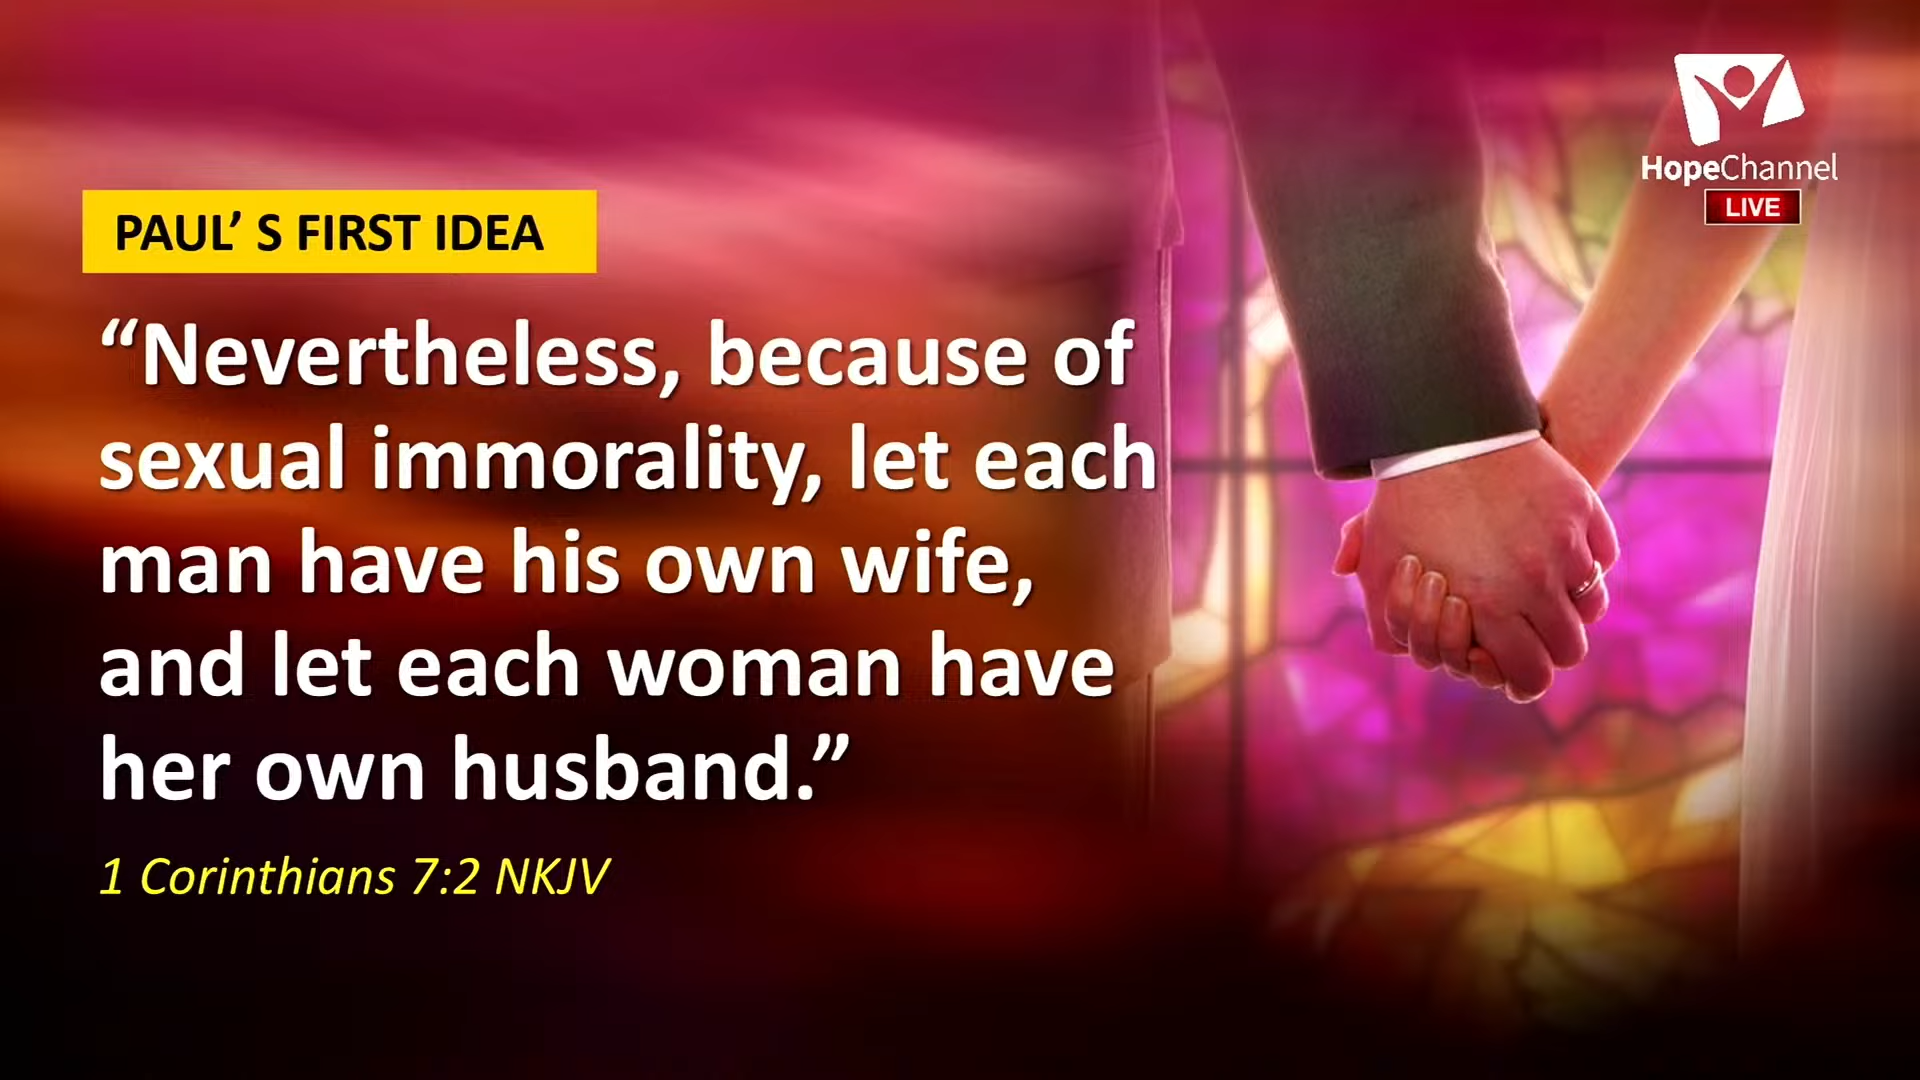 HopeChannel
LIVE
PAUL’ S FIRST IDEA
“Nevertheless, because of
sexual immorality, let each
man have his own wife,
and let each woman have
her own husband.”
1 Corinthians 7:2 NKJV